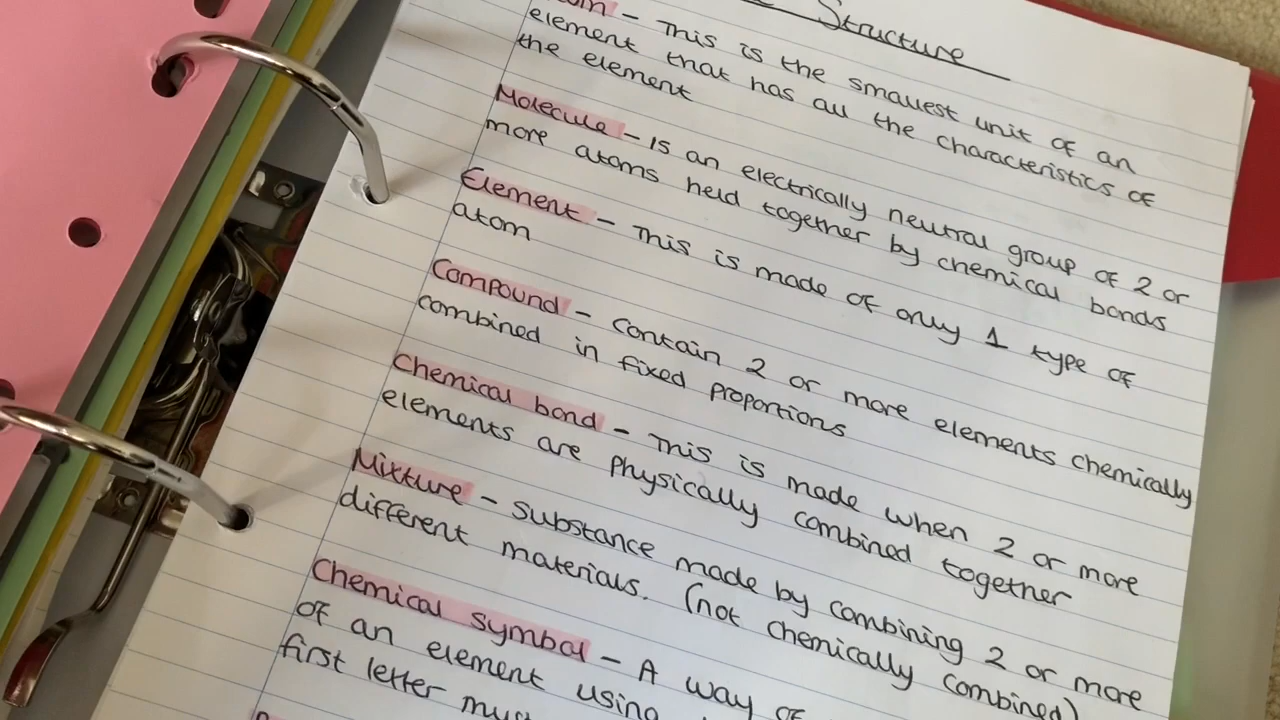 Structure
– This is the smallest unit of an
element that has all the characteristics of
the element
Molecule – is an electrically neutral group of 2 or
more atoms held together by chemical bonds
Element – This is made of only 1 type of
atom
Compound – contain 2 or more elements chemically
combined in fixed proportions
Chemical bond – This is made when 2 or more
elements are physically combined together
Mixture – substance made by combining 2 or more
different materials. (not chemically combined)
Chemical symbol – A way of
of an element using
first letter must